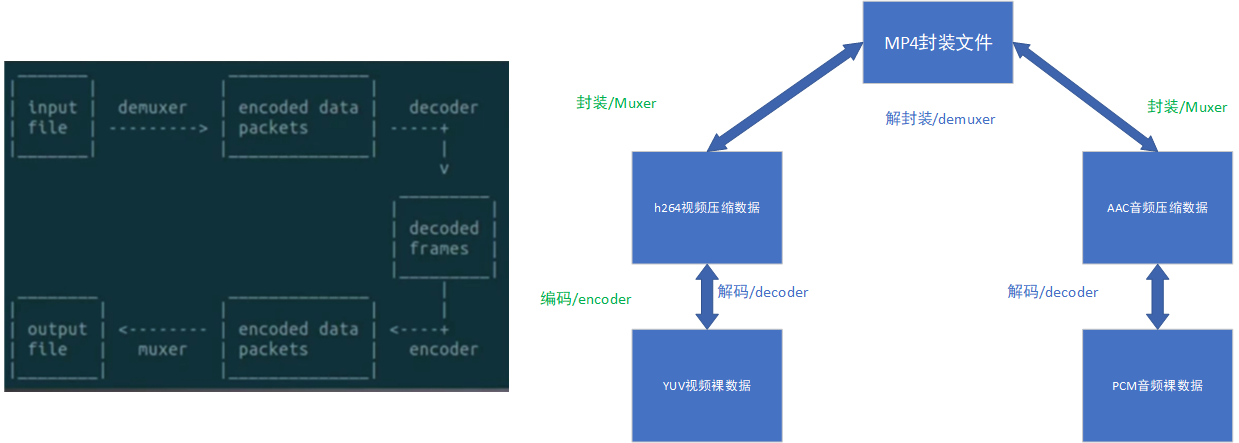 input
file
demuxer
--------->
encoded data
packets
decoder
-----+
|
v
decoded
frames
|
|
<----+
encoder
encoded data
packets
<--------
muxer
output
file
MP4封装文件
封装/Muxer
解封装/demuxer
封装/Muxer
h264视频压缩数据
AAC音频压缩数据
编码/encoder
解码/decoder
解码/decoder
YUV视频裸数据
PCM音频裸数据